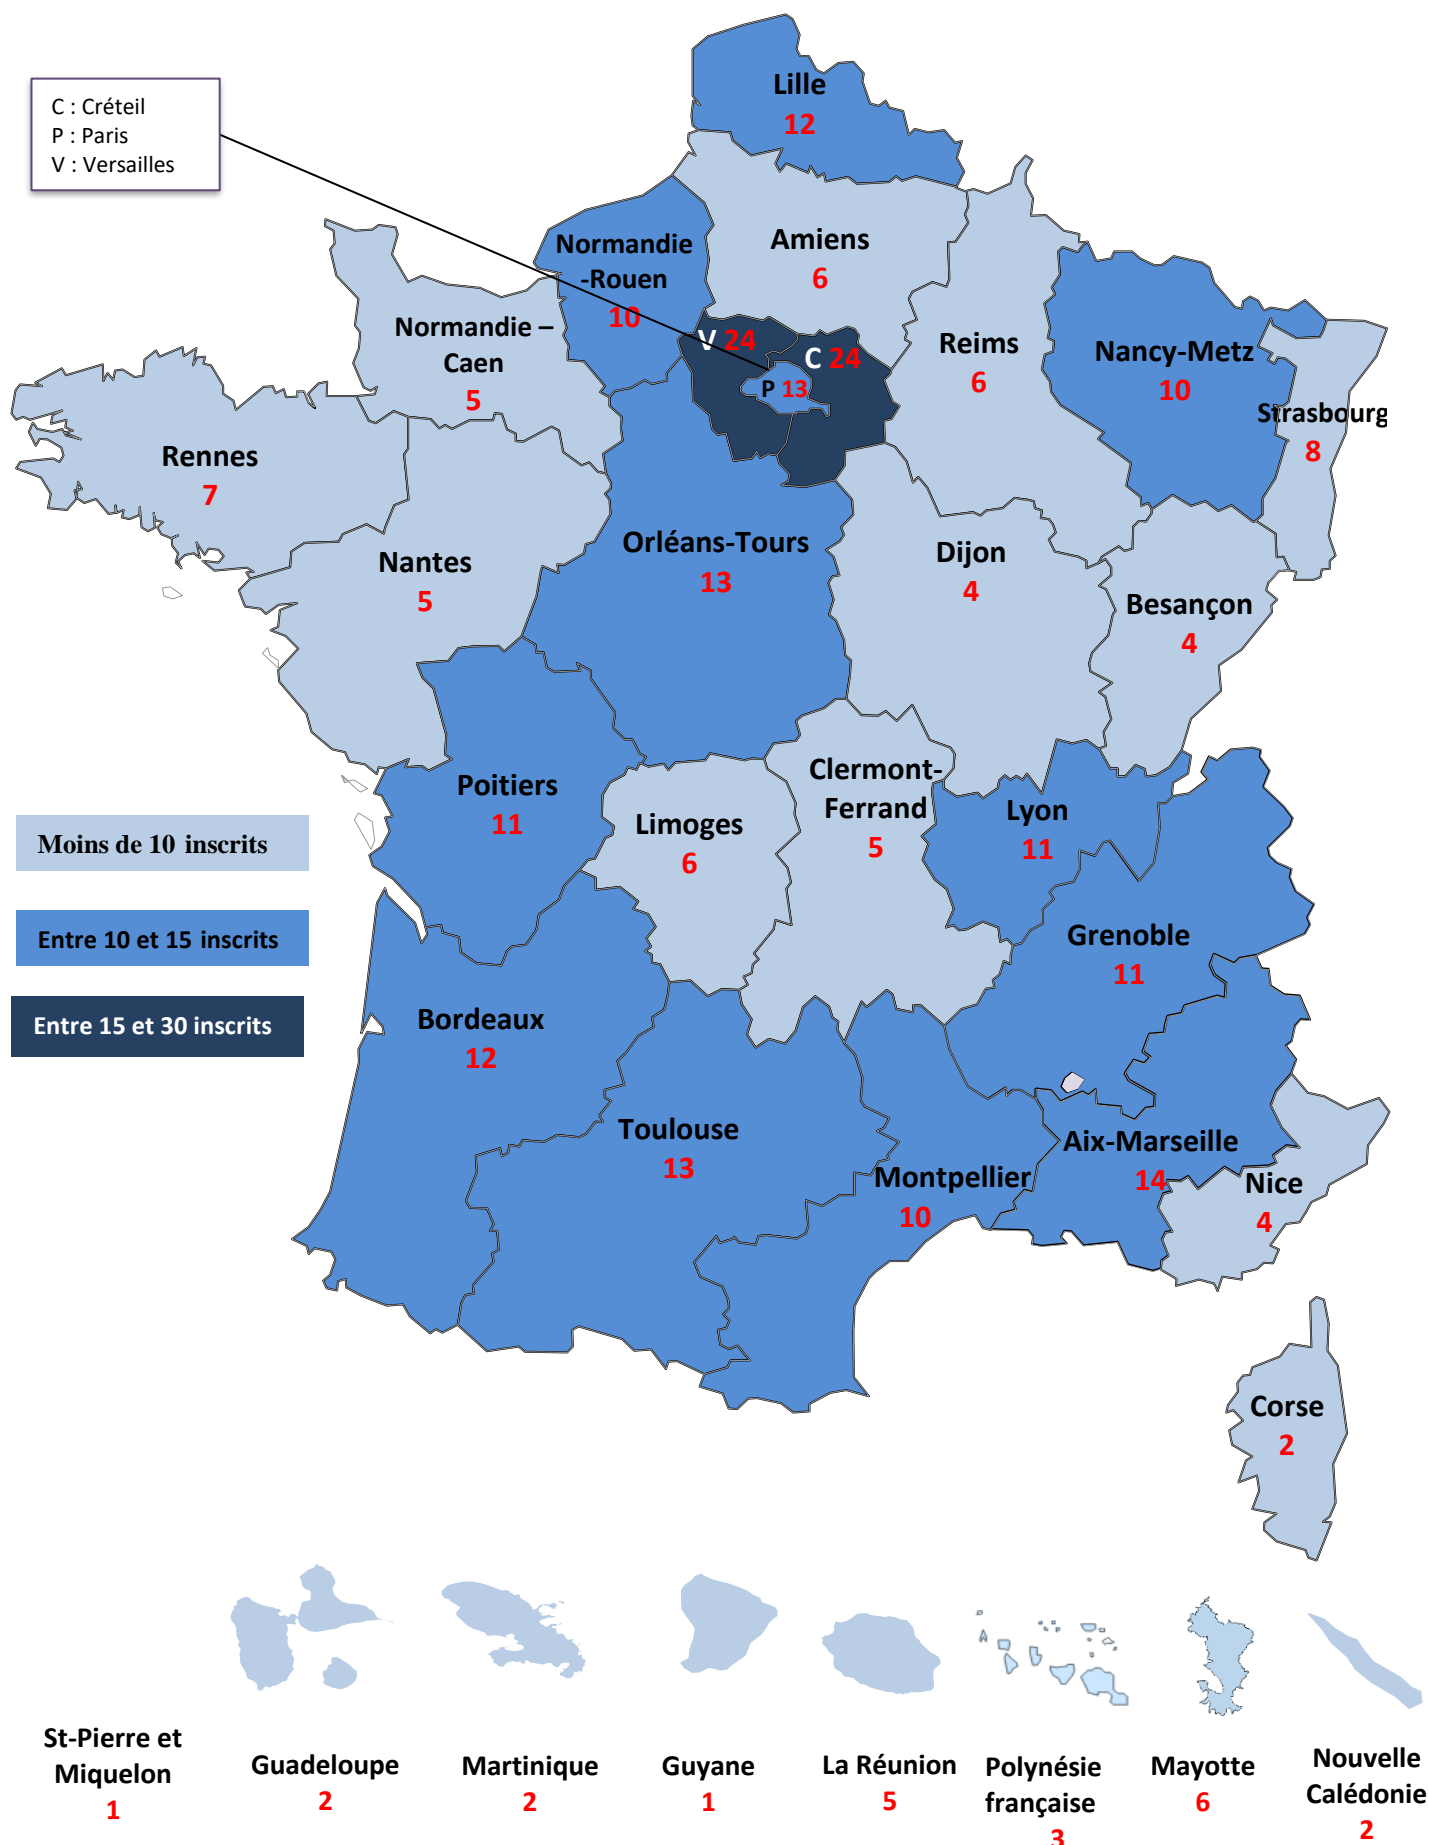 C : Créteil
P : Paris
V : Versailles
Lille
12
Amiens
6
Normandie
-Rouen
10
Normandie –
Caen
5
V 24
C 24
P 13
Reims
6
Nancy-Metz
10
Strasbourg
8
Rennes
7
Nantes
5
Orléans-Tours
13
Dijon
4
Besançon
4
Poitiers
11
Limoges
6
Clermont-
Ferrand
5
Lyon
11
Moins de 10 inscrits
Entre 10 et 15 inscrits
Entre 15 et 30 inscrits
Grenoble
11
Bordeaux
12
Toulouse
13
Montpellier
10
Aix-Marseille
14
Nice
4
Corse
2
St-Pierre et
Miquelon
1
Guadeloupe
2
Martinique
2
Guyane
1
La Réunion
5
Polynésie
française
3
Mayotte
6
Nouvelle
Calédonie
2